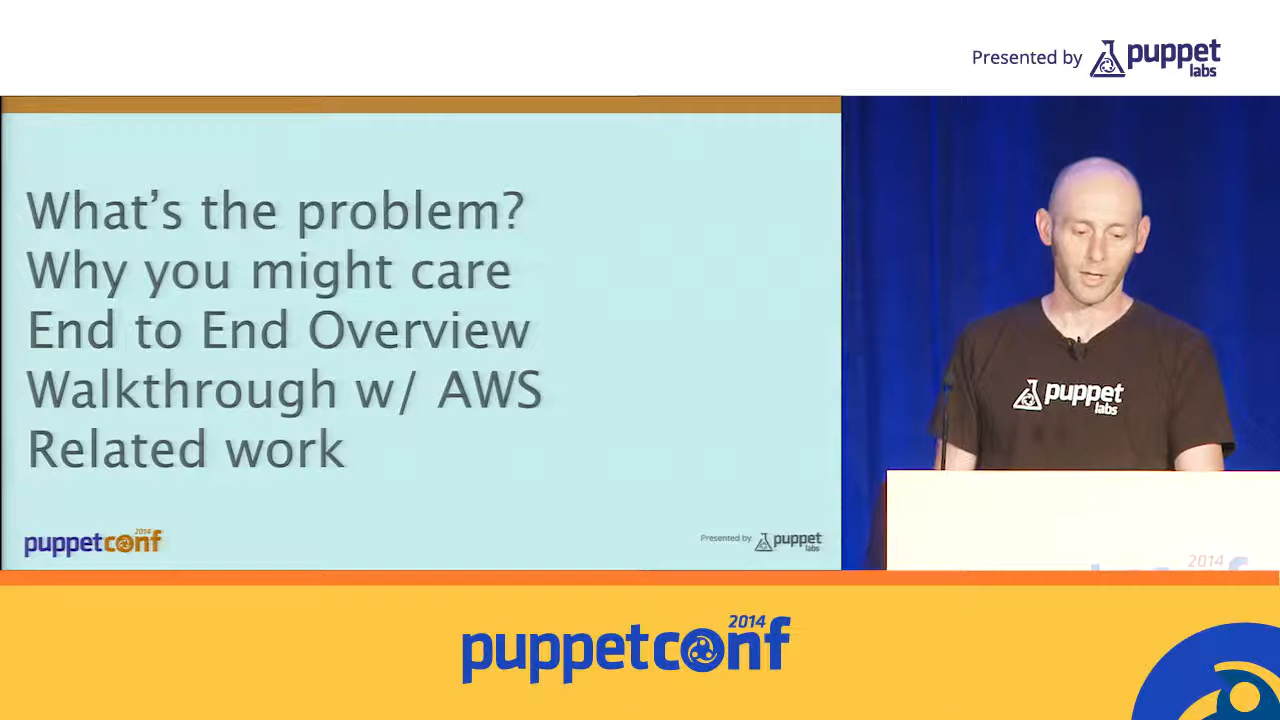 Presented by puppet labs
What's the problem?
Why you might care
End to End Overview
Walkthrough w/ AWS
Related work
puppetconf 2014
Presented by puppet labs
puppet labs
2014
puppetconf 2014